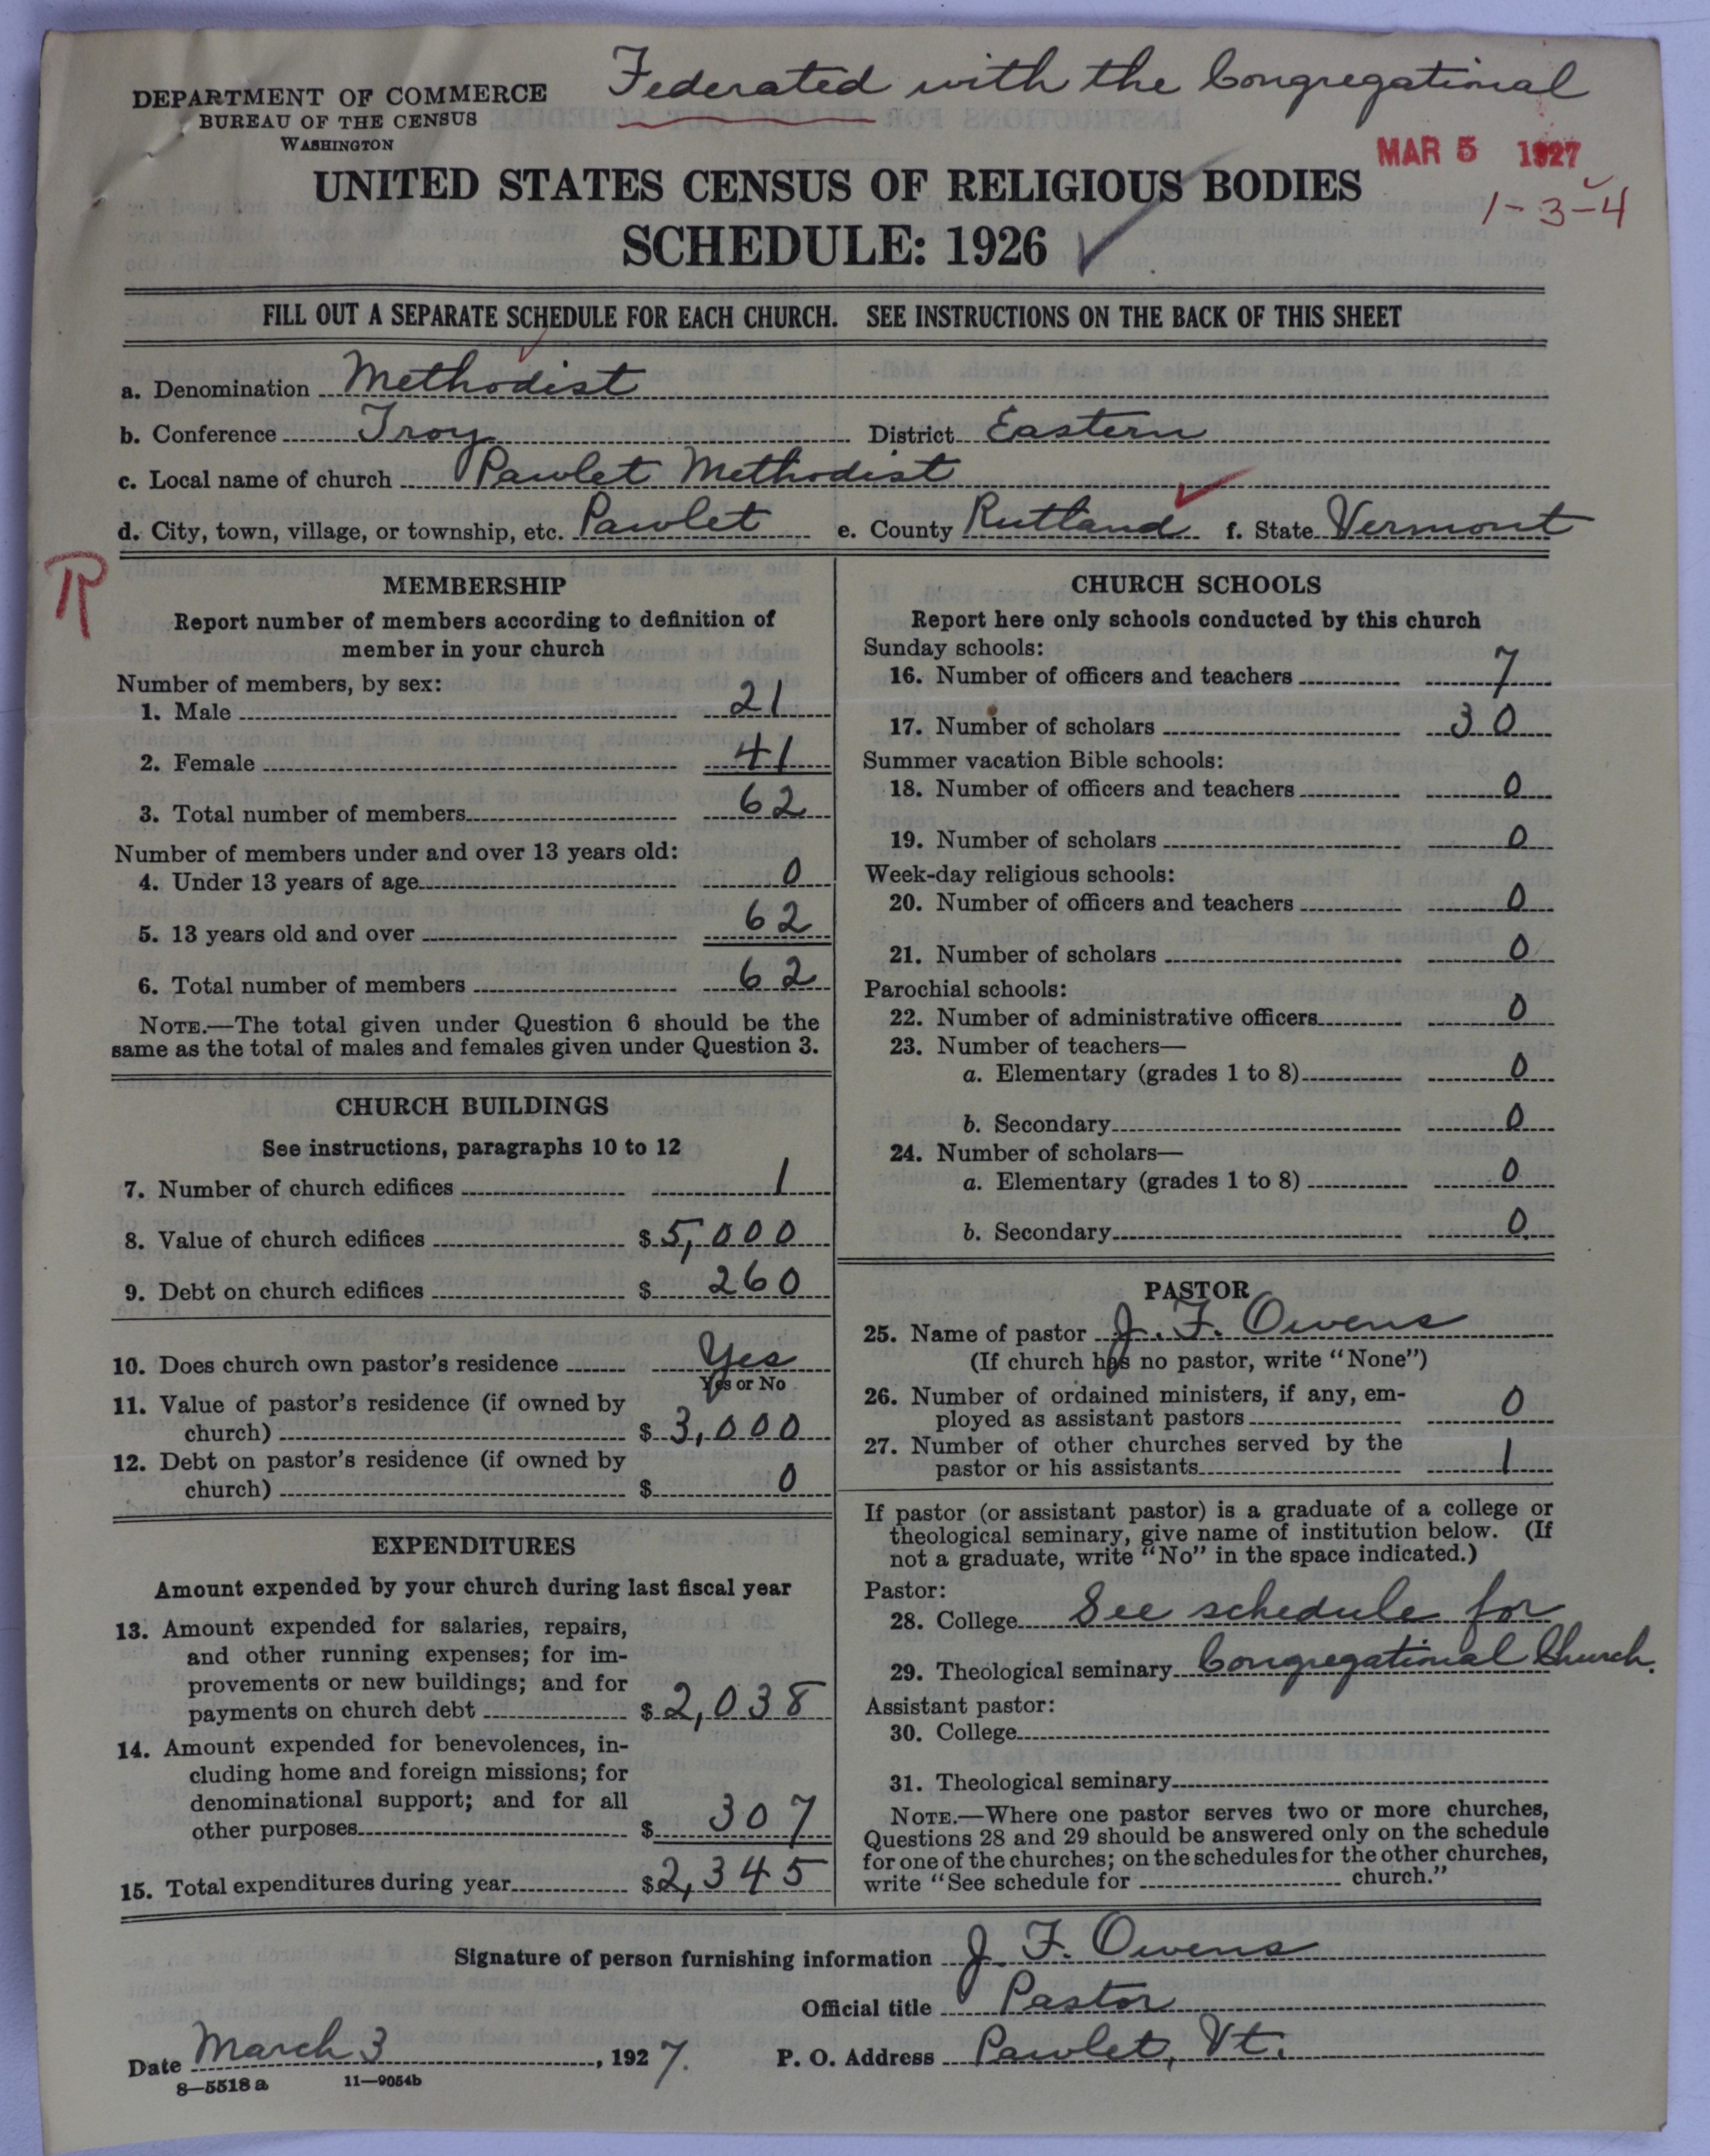 Federated with the Congregational
DEPARTMENT OF COMMERCE
BUREAU OF THE CENSUS
WASHINGTON
MAR 5 1927
UNITED STATES CENSUS OF RELIGIOUS BODIES
1-3-4
SCHEDULE: 1926
FILL OUT A SEPARATE SCHEDULE FOR EACH CHURCH. SEE INSTRUCTIONS ON THE BACK OF THIS SHEET
a. Denomination Methodist
b. Conference Troy District Eastern
c. Local name of church Pawlet Methodist
d. City, town, village, or township, etc. Pawlet e. County Rutland f. State Vermont
R
MEMBERSHIP
Report number of members according to definition of
member in your church
Number of members, by sex:
1. Male 21
2. Female 41
3. Total number of members 62
Number of members under and over 13 years old:
4. Under 13 years of age 0
5. 13 years old and over 62
6. Total number of members 62
NOTE.—The total given under Question 6 should be the
same as the total of males and females given under Question 3.
CHURCH BUILDINGS
See instructions, paragraphs 10 to 12
7. Number of church edifices 1
8. Value of church edifices $5,000
9. Debt on church edifices $260
10. Does church own pastor's residence Yes
Yes or No
11. Value of pastor's residence (if owned by
church) $3,000
12. Debt on pastor's residence (if owned by
church) $0
EXPENDITURES
Amount expended by your church during last fiscal year
13. Amount expended for salaries, repairs,
and other running expenses; for im-
provements or new buildings; and for
payments on church debt $2,038
14. Amount expended for benevolences, in-
cluding home and foreign missions; for
denominational support; and for all
other purposes $307
15. Total expenditures during year $2,345
CHURCH SCHOOLS
Report here only schools conducted by this church
Sunday schools:
16. Number of officers and teachers 7
17. Number of scholars 30
Summer vacation Bible schools:
18. Number of officers and teachers 0
19. Number of scholars 0
Week-day religious schools:
20. Number of officers and teachers 0
21. Number of scholars 0
Parochial schools:
22. Number of administrative officers 0
23. Number of teachers—
a. Elementary (grades 1 to 8) 0
b. Secondary 0
24. Number of scholars—
a. Elementary (grades 1 to 8) 0
b. Secondary 0
PASTOR
25. Name of pastor J. F. Owens
(If church has no pastor, write "None")
26. Number of ordained ministers, if any, em-
ployed as assistant pastors 0
27. Number of other churches served by the
pastor or his assistants 1
If pastor (or assistant pastor) is a graduate of a college or
theological seminary, give name of institution below. (If
not a graduate, write "No" in the space indicated.)
Pastor:
28. College See schedule for
29. Theological seminary Congregational Church.
Assistant pastor:
30. College
31. Theological seminary
NOTE.—Where one pastor serves two or more churches,
Questions 28 and 29 should be answered only on the schedule
for one of the churches; on the schedules for the other churches,
write "See schedule for church."
Signature of person furnishing information J. F. Owens
Official title Pastor
Date March 3, 1927. P. O. Address Pawlet, Vt.
8—5518 a 11—9054b